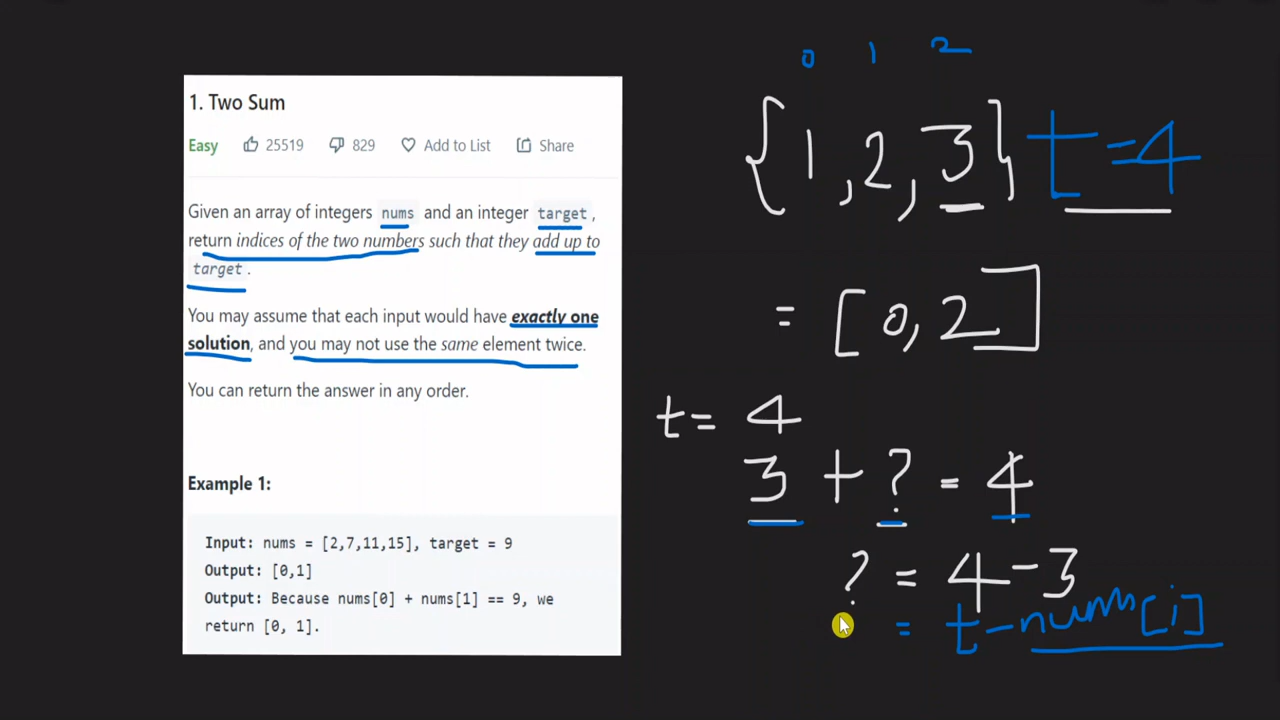 1. Two Sum
Easy 25519 829 Add to List Share
Given an array of integers nums and an integer target,
return indices of the two numbers such that they add up to
target.
You may assume that each input would have exactly one
solution, and you may not use the same element twice.
You can return the answer in any order.
Example 1:
Input: nums = [2,7,11,15], target = 9
Output: [0,1]
Output: Because nums[0] + nums[1] == 9, we
return [0, 1].
0 1 2
{1,2,3} t=4
= [0,2]
t= 4
3 + ? = 4
? = 4-3
= t-nums[i]